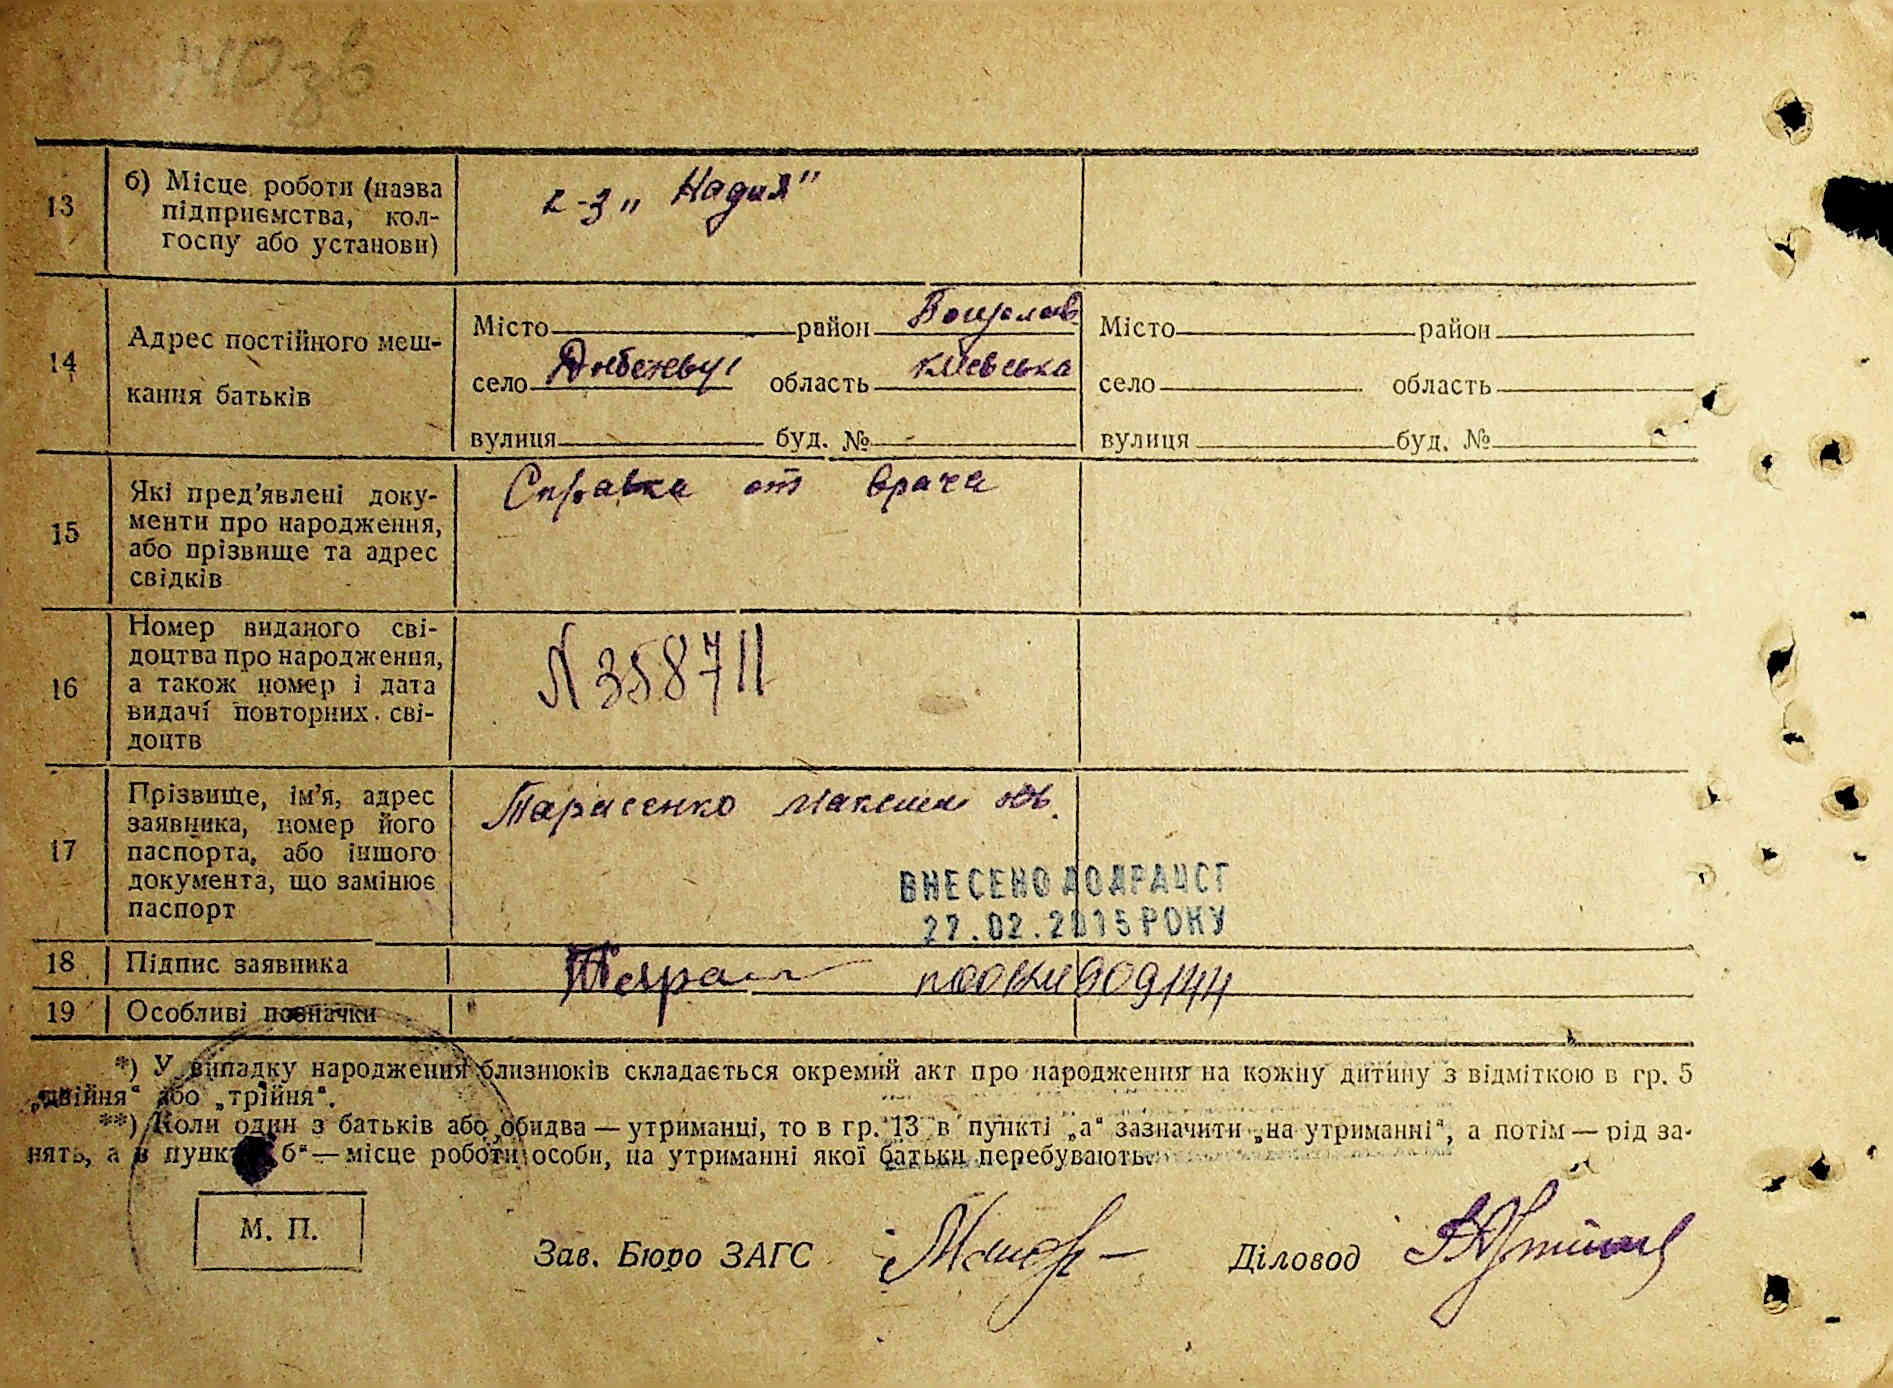 13
б) Місце роботи (назва
підприємства, кол-
госпу або установи)
к-з „Надия"
14
Адрес постійного меш-
кання батьків
Місто район Богуслав
село область киевська
вулиця буд. №
Місто район
село область
вулиця буд. №
15
Які пред'явлені доку-
менти про народження,
або прізвище та адрес
свідків
Справка от врача
16
Номер виданого сві-
доцтва про народження,
а також номер і дата
видачі повторних сві-
доцтв
N 358711
17
Прізвище, ім'я, адрес
заявника, номер його
паспорта, або іншого
документа, що замінює
паспорт
Тарасенко Максим
ВНЕСЕНО ДО ДРАЦСГ
27.02.2015 РОКУ
18
Підпис заявника
19
Особливі позначки
*) У випадку народження близнюків складається окремий акт про народження на кожну дитину з відміткою в гр. 5
„двійня" або „трійня".
**) Коли один з батьків або обидва — утриманці, то в гр. 13 в пункті „а" зазначити „на утриманні", а потім — рід за-
нять, а в пункті „б" — місце роботи особи, на утриманні якої батьки перебувають.
М. П.
Зав. Бюро ЗАГС
Діловод